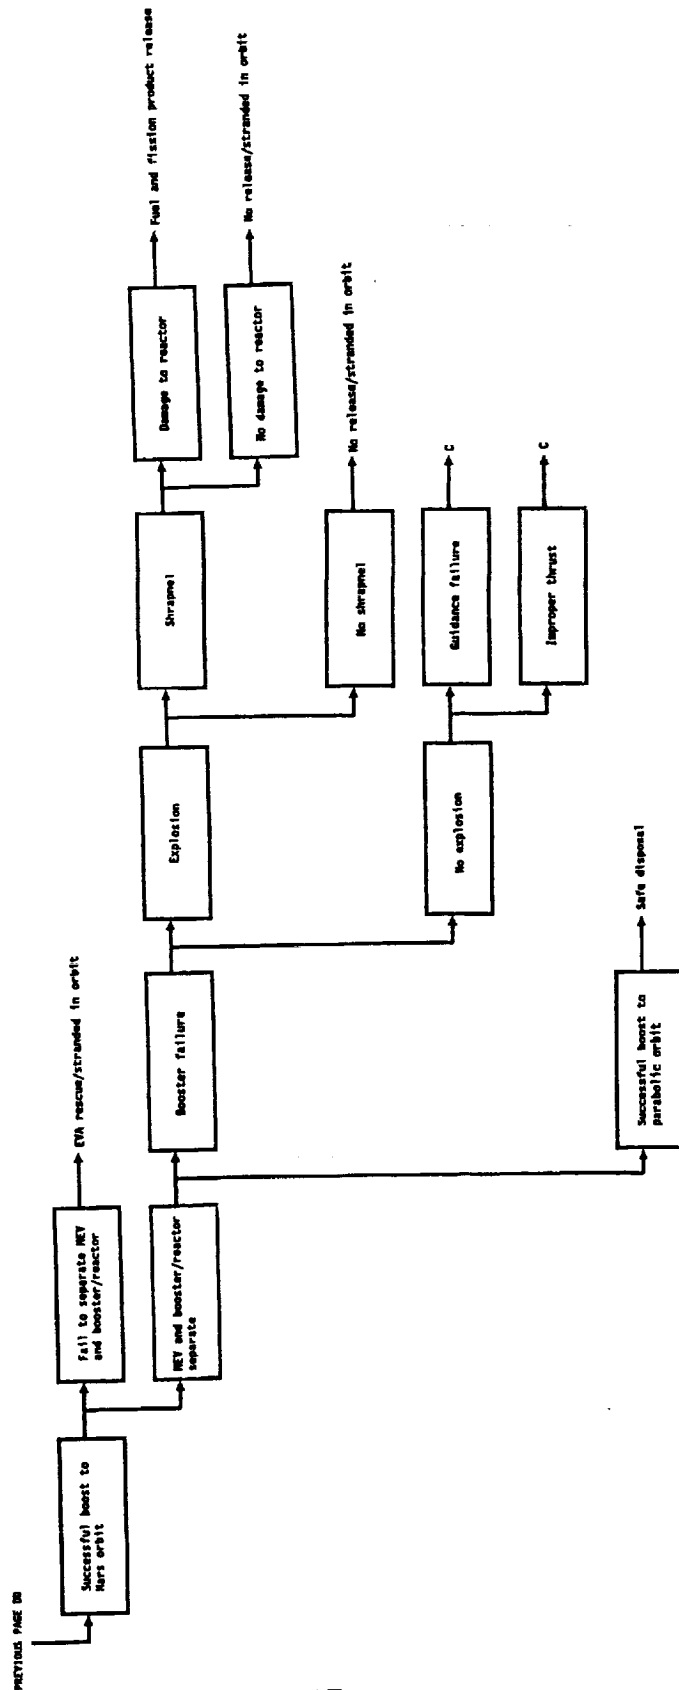 PREVIOUS PAGE DD
Successful boost to
Mars orbit
Fail to separate MEV
and booster/reactor
EVA rescue/stranded in orbit
MEV and booster/reactor
separate
Booster failure
Explosion
Shrapnel
Damage to reactor
Fuel and fission product release
No damage to reactor
No release/stranded in orbit
No shrapnel
No release/stranded in orbit
No explosion
Guidance failure
C
Improper thrust
C
Successful boost to
parabolic orbit
Safe disposal